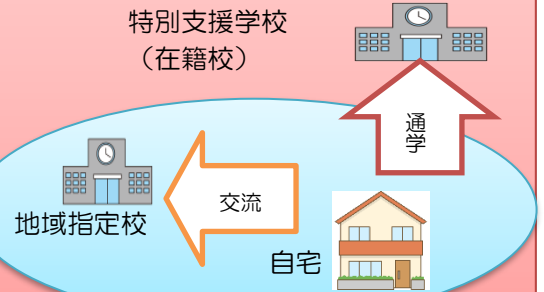 特別支援学校
（在籍校）
通学
交流
地域指定校
自宅